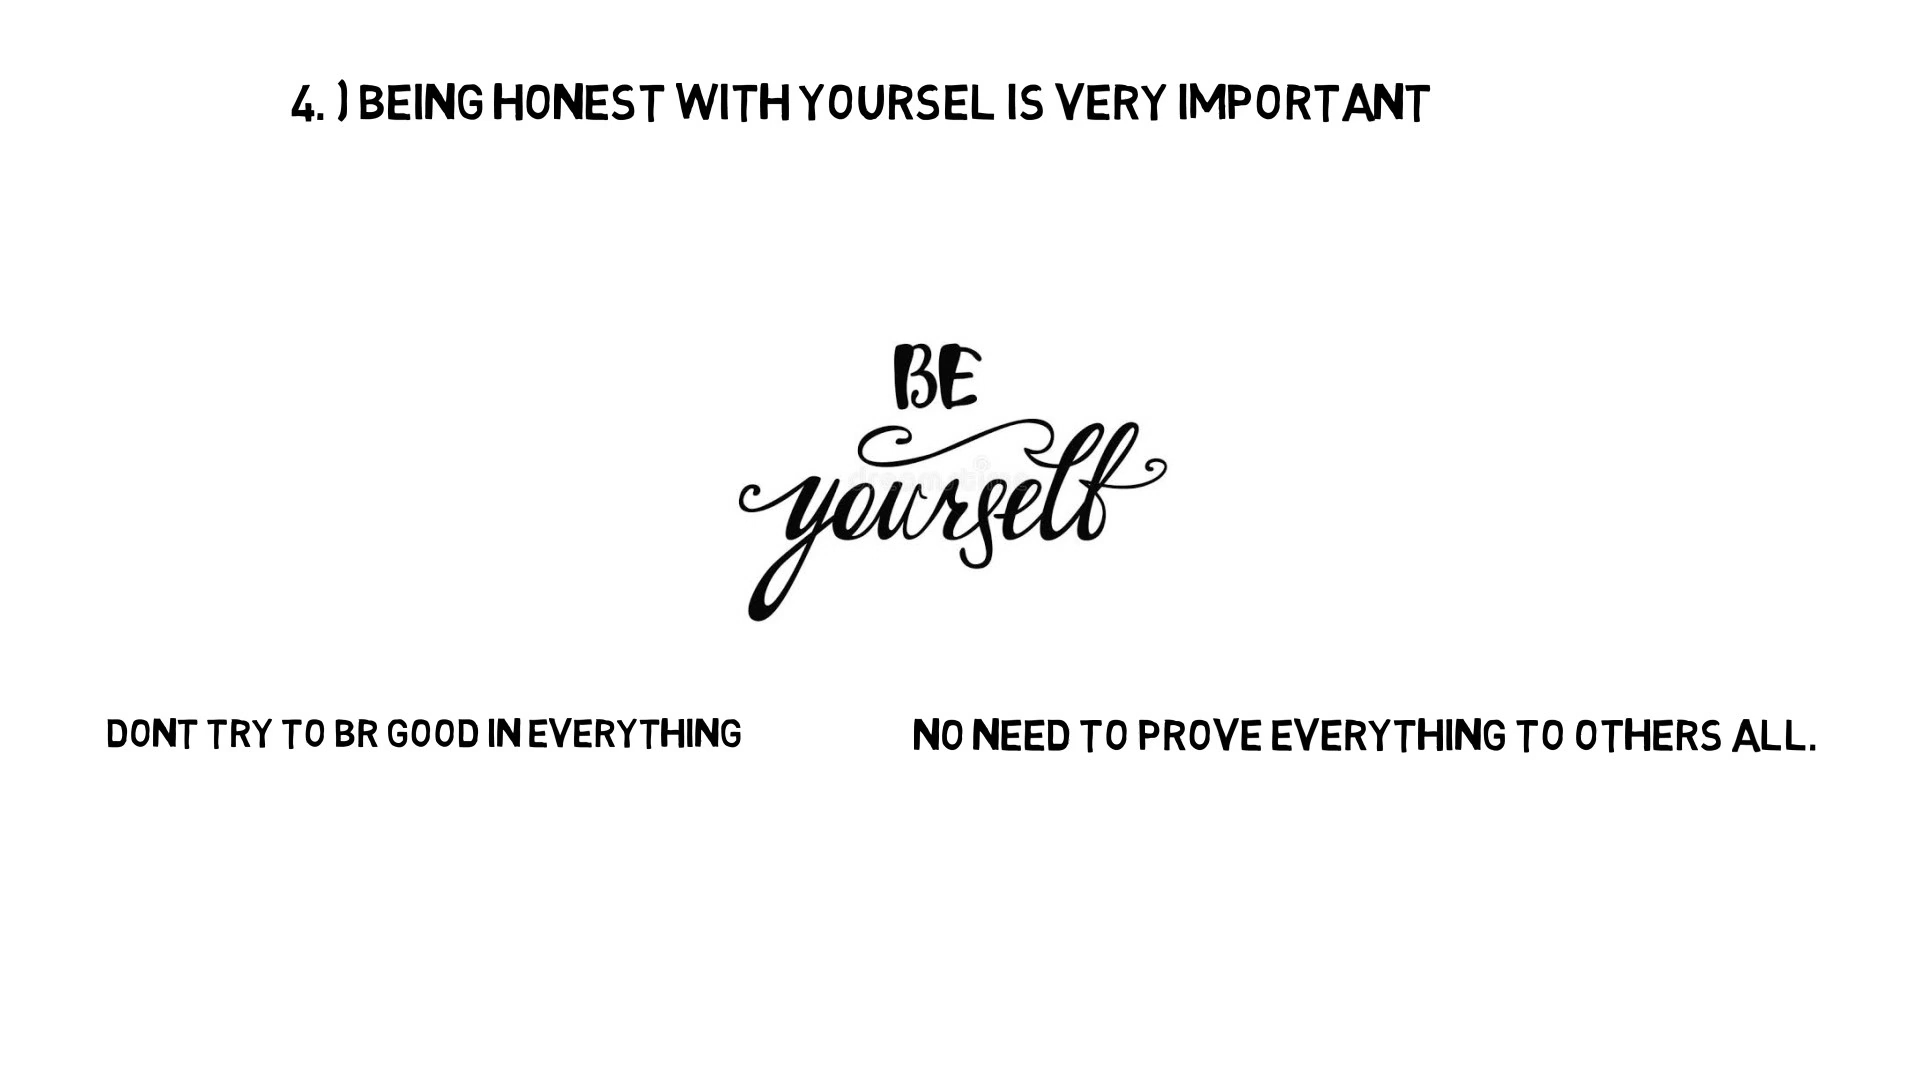 4. ) BEING HONEST WITH YOURSEL IS VERY IMPORTANT
BE
yourself
DONT TRY TO BR GOOD IN EVERYTHING
NO NEED TO PROVE EVERYTHING TO OTHERS ALL.